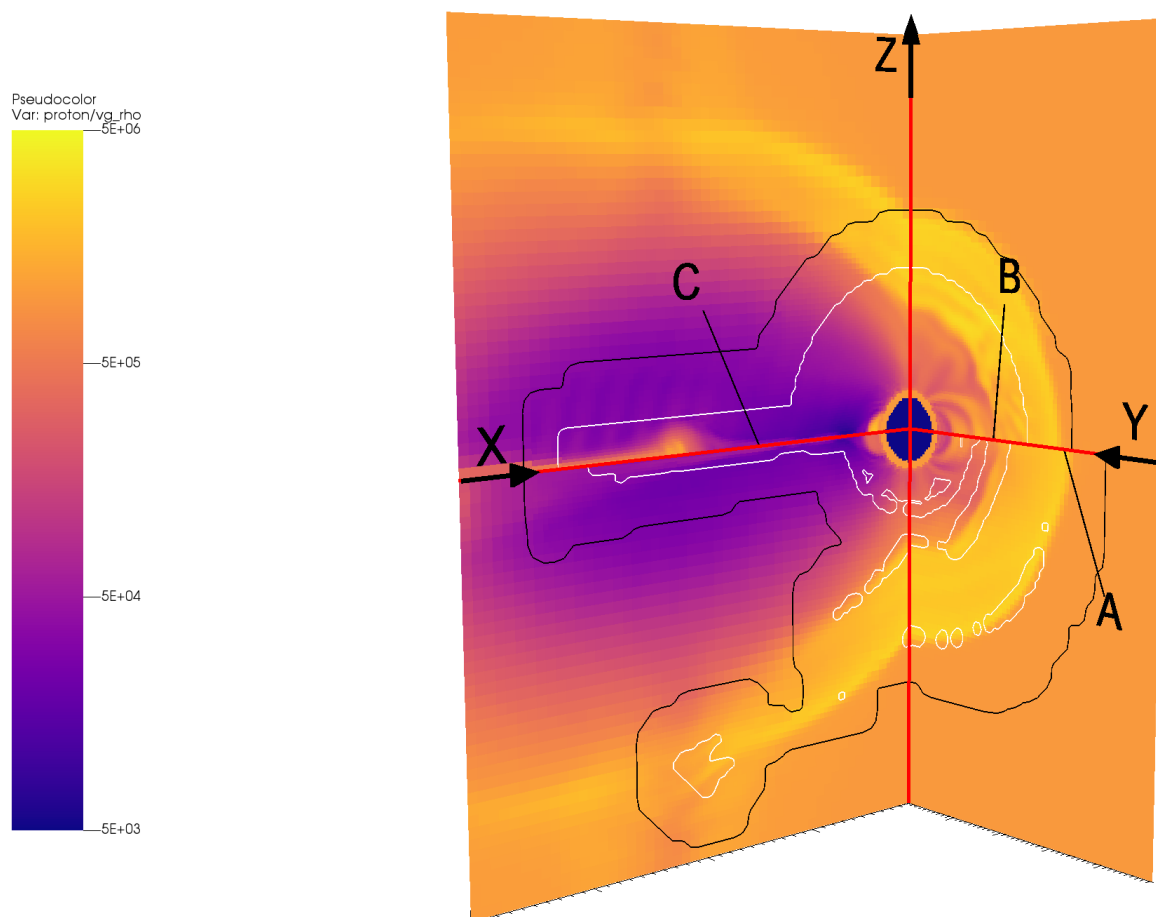 Pseudocolor
Var: proton/vg_rho
5E+06
5E+05
5E+04
5E+03
Z
C
B
X
Y
A